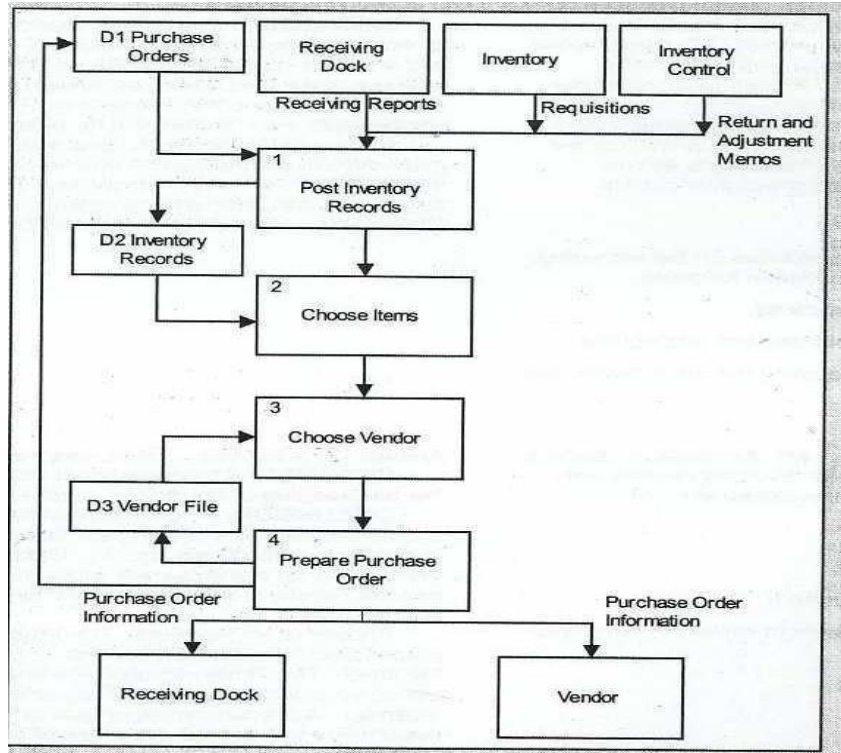 D1 Purchase
Orders
Receiving
Dock
Inventory
Inventory
Control
Receiving Reports
Requisitions
Return and
Adjustment
Memos
1
Post Inventory
Records
D2 Inventory
Records
2
Choose Items
3
Choose Vendor
D3 Vendor File
4
Prepare Purchase
Order
Purchase Order
Information
Purchase Order
Information
Receiving Dock
Vendor